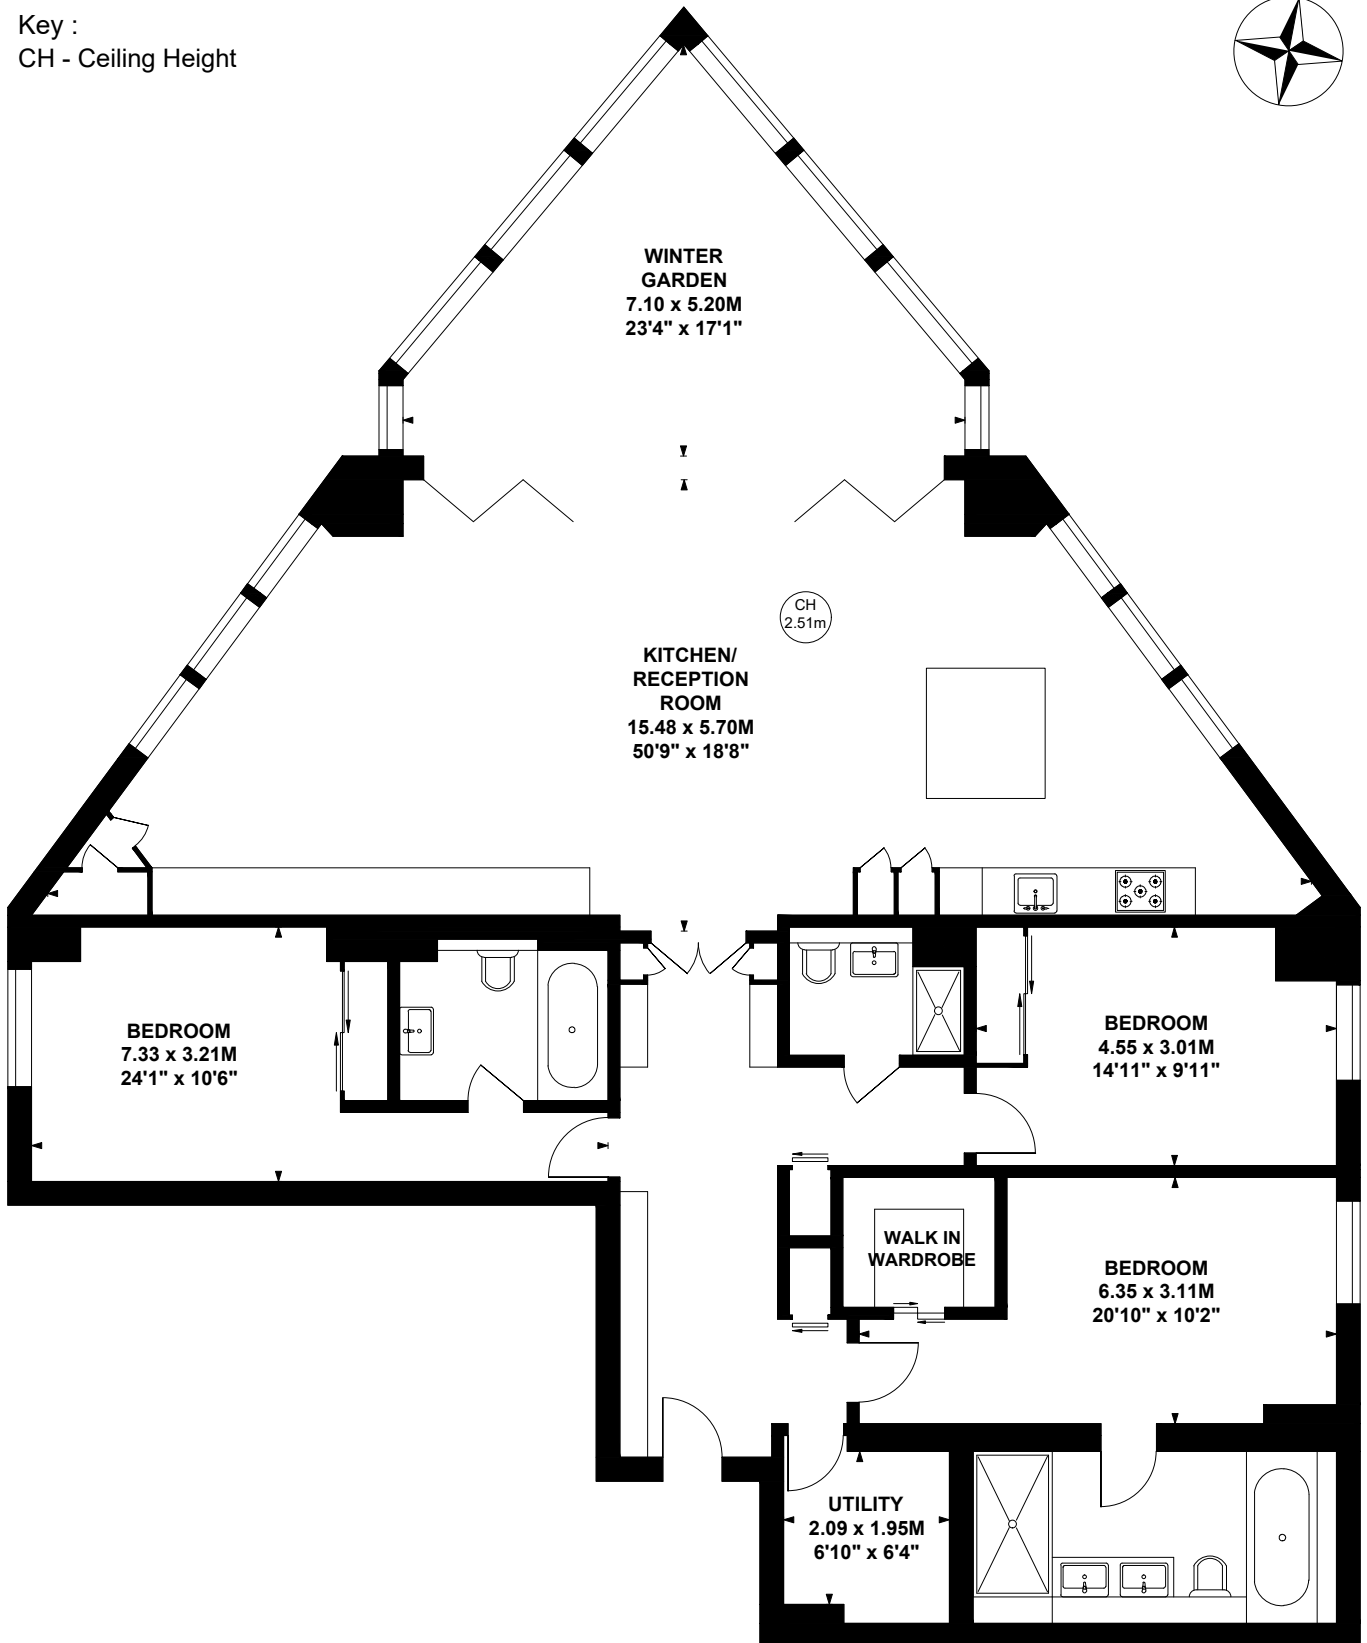 Key :
CH - Ceiling Height
WINTER
GARDEN
7.10 x 5.20M
23'4" x 17'1"
CH
2.51m
KITCHEN/
RECEPTION
ROOM
15.48 x 5.70M
50'9" x 18'8"
BEDROOM
7.33 x 3.21M
24'1" x 10'6"
BEDROOM
4.55 x 3.01M
14'11" x 9'11"
WALK IN
WARDROBE
BEDROOM
6.35 x 3.11M
20'10" x 10'2"
UTILITY
2.09 x 1.95M
6'10" x 6'4"